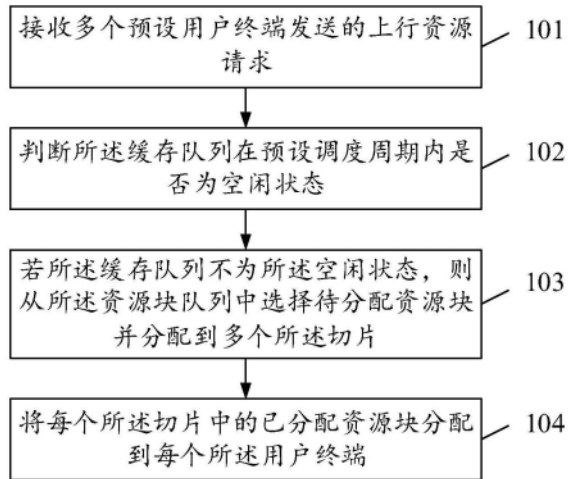 接收多个预设用户终端发送的上行资源
请求
101
判断所述缓存队列在预设调度周期内是
否为空闲状态
102
若所述缓存队列不为所述空闲状态，则
从所述资源块队列中选择待分配资源块
并分配到多个所述切片
103
将每个所述切片中的已分配资源块分配
到每个所述用户终端
104